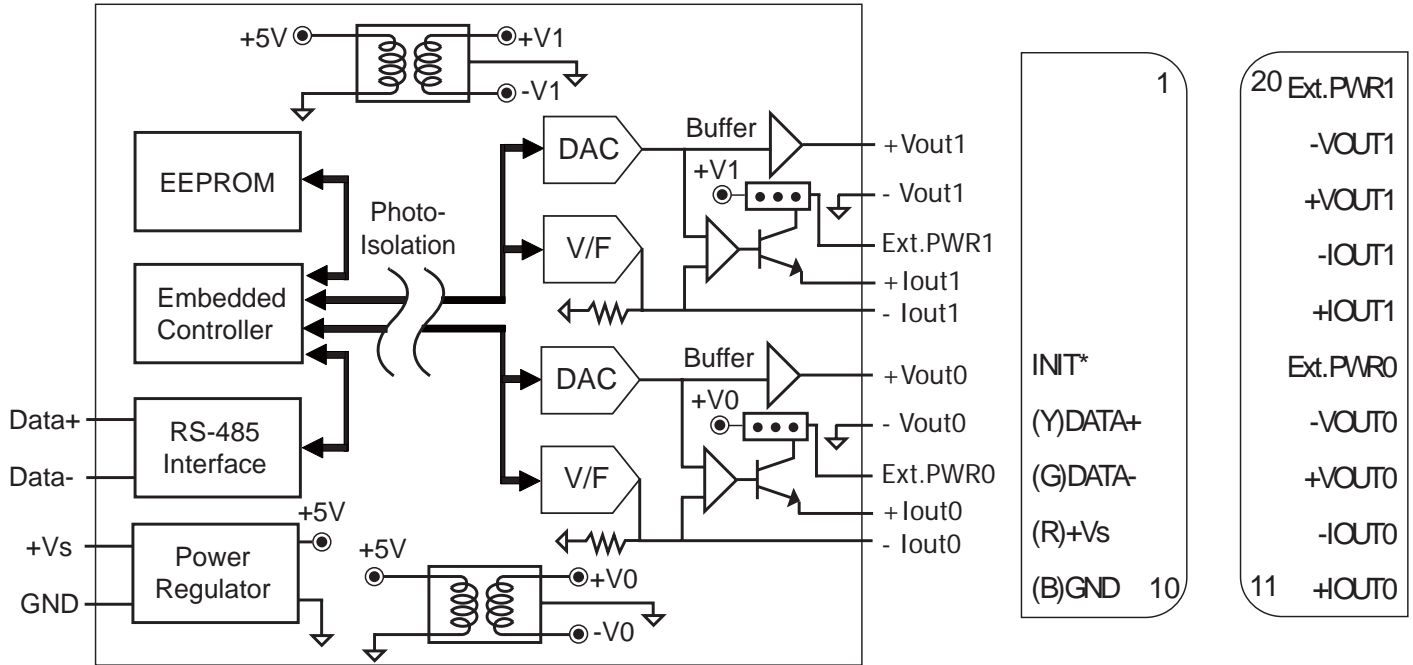 +5V
+V1
-V1
EEPROM
Photo-
Isolation
Embedded
Controller
RS-485
Interface
Data+
Data-
+Vs
GND
Power
Regulator
+5V
DAC
Buffer
+V1
V/F
+Vout1
- Vout1
Ext.PWR1
+Iout1
- Iout1
DAC
Buffer
+V0
V/F
+Vout0
- Vout0
Ext.PWR0
+Iout0
- Iout0
+5V
+V0
-V0
1
INIT*
(Y)DATA+
(G)DATA-
(R)+Vs
(B)GND 10
20 Ext.PWR1
-VOUT1
+VOUT1
-IOUT1
+IOUT1
Ext.PWR0
-VOUT0
+VOUT0
-IOUT0
11 +IOUT0